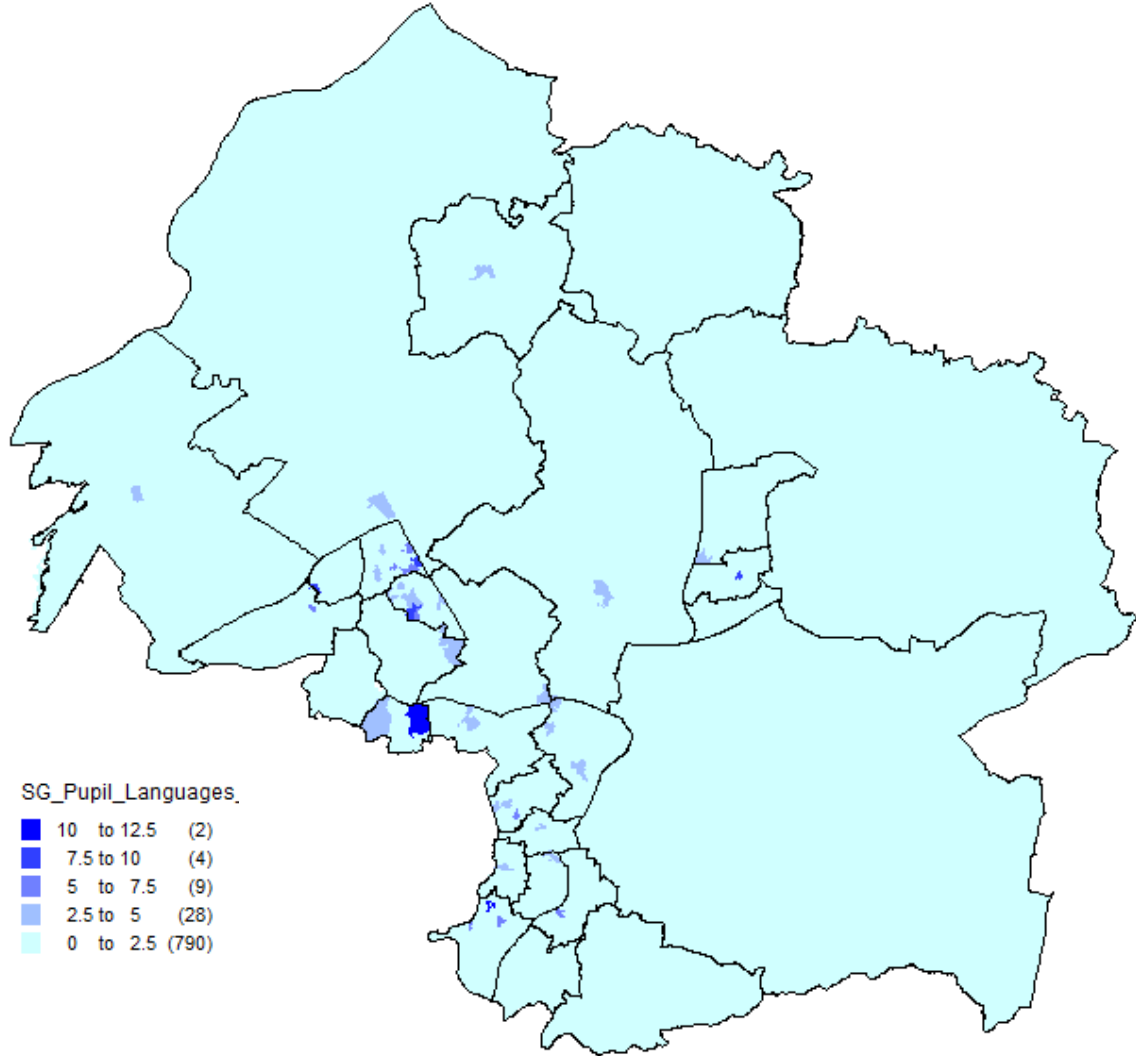 SG_Pupil_Languages_
10 to 12.5 (2)
7.5 to 10 (4)
5 to 7.5 (9)
2.5 to 5 (28)
0 to 2.5 (790)